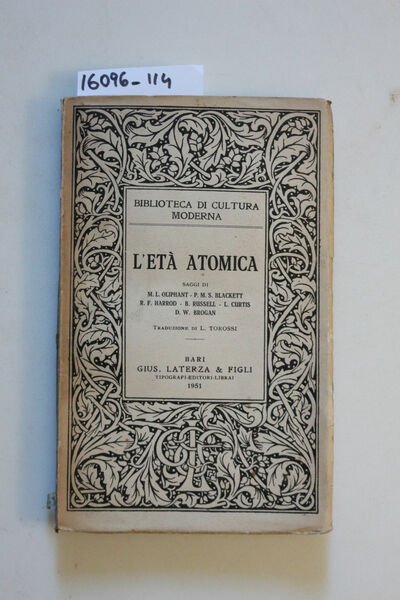 16096-114
BIBLIOTECA DI CULTURA
MODERNA
L'ETÀ ATOMICA
SAGGI DI
M. L. OLIPHANT - P. M. S. BLACKETT
R. F. HARROD - B. RUSSELL - L. CURTIS
D. W. BROGAN
TRADUZIONE DI L. TOROSSI
BARI
GIUS. LATERZA & FIGLI
TIPOGRAFI-EDITORI-LIBRAI
1951